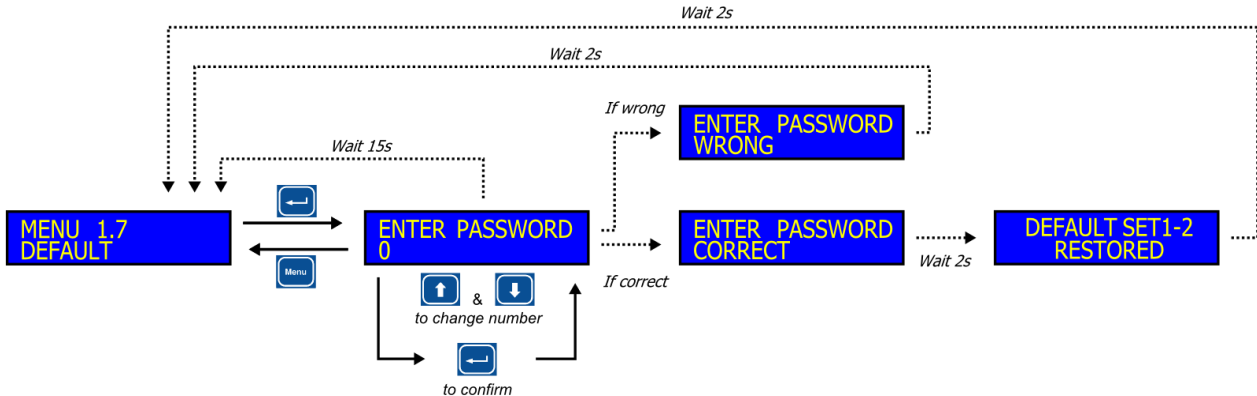 Wait 2s
Wait 2s
If wrong
ENTER PASSWORD
WRONG
Wait 15s
MENU 1.7
DEFAULT
Menu
ENTER PASSWORD
0
&
to change number
to confirm
If correct
ENTER PASSWORD
CORRECT
Wait 2s
DEFAULT SET1-2
RESTORED